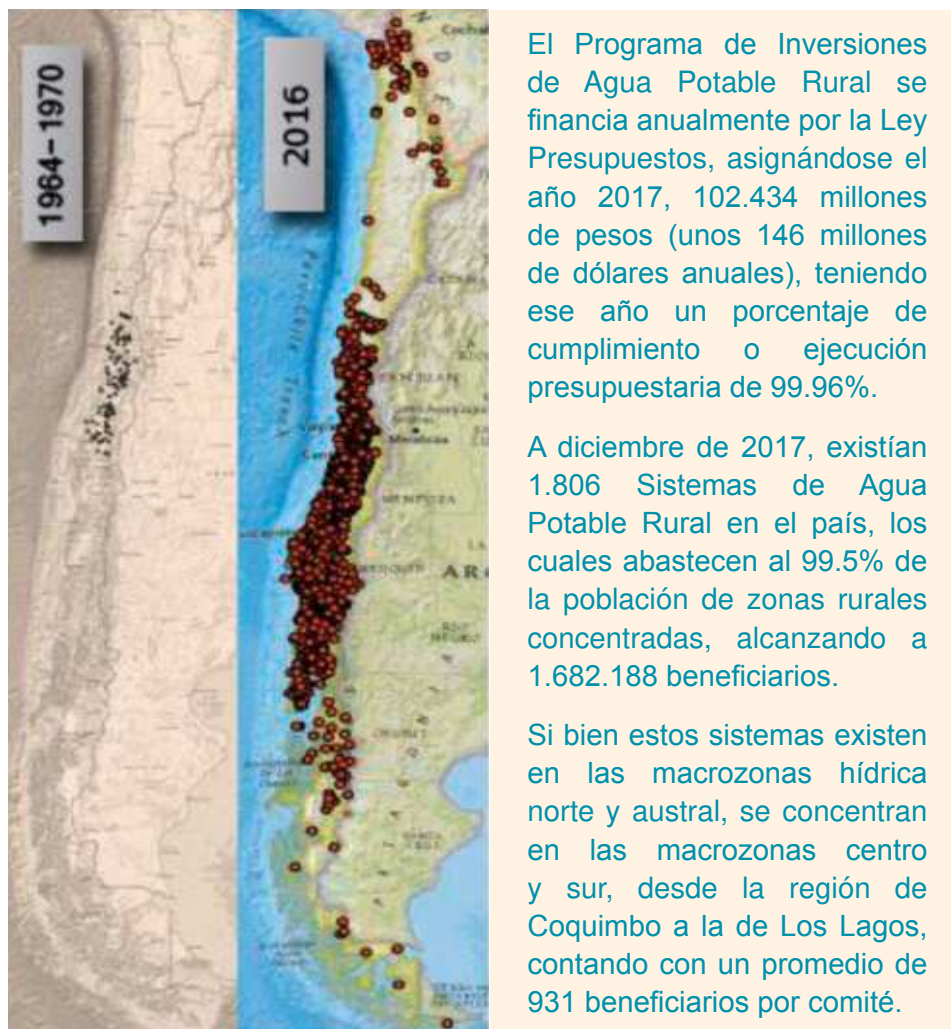 1964-1970
2016
El Programa de Inversiones
de Agua Potable Rural se
financia anualmente por la Ley
Presupuestos, asignándose el
año 2017, 102.434 millones
de pesos (unos 146 millones
de dólares anuales), teniendo
ese año un porcentaje de
cumplimiento o ejecución
presupuestaria de 99.96%.
A diciembre de 2017, existían
1.806 Sistemas de Agua
Potable Rural en el país, los
cuales abastecen al 99.5% de
la población de zonas rurales
concentradas, alcanzando a
1.682.188 beneficiarios.
Si bien estos sistemas existen
en las macrozonas hídrica
norte y austral, se concentran
en las macrozonas centro
y sur, desde la región de
Coquimbo a la de Los Lagos,
contando con un promedio de
931 beneficiarios por comité.